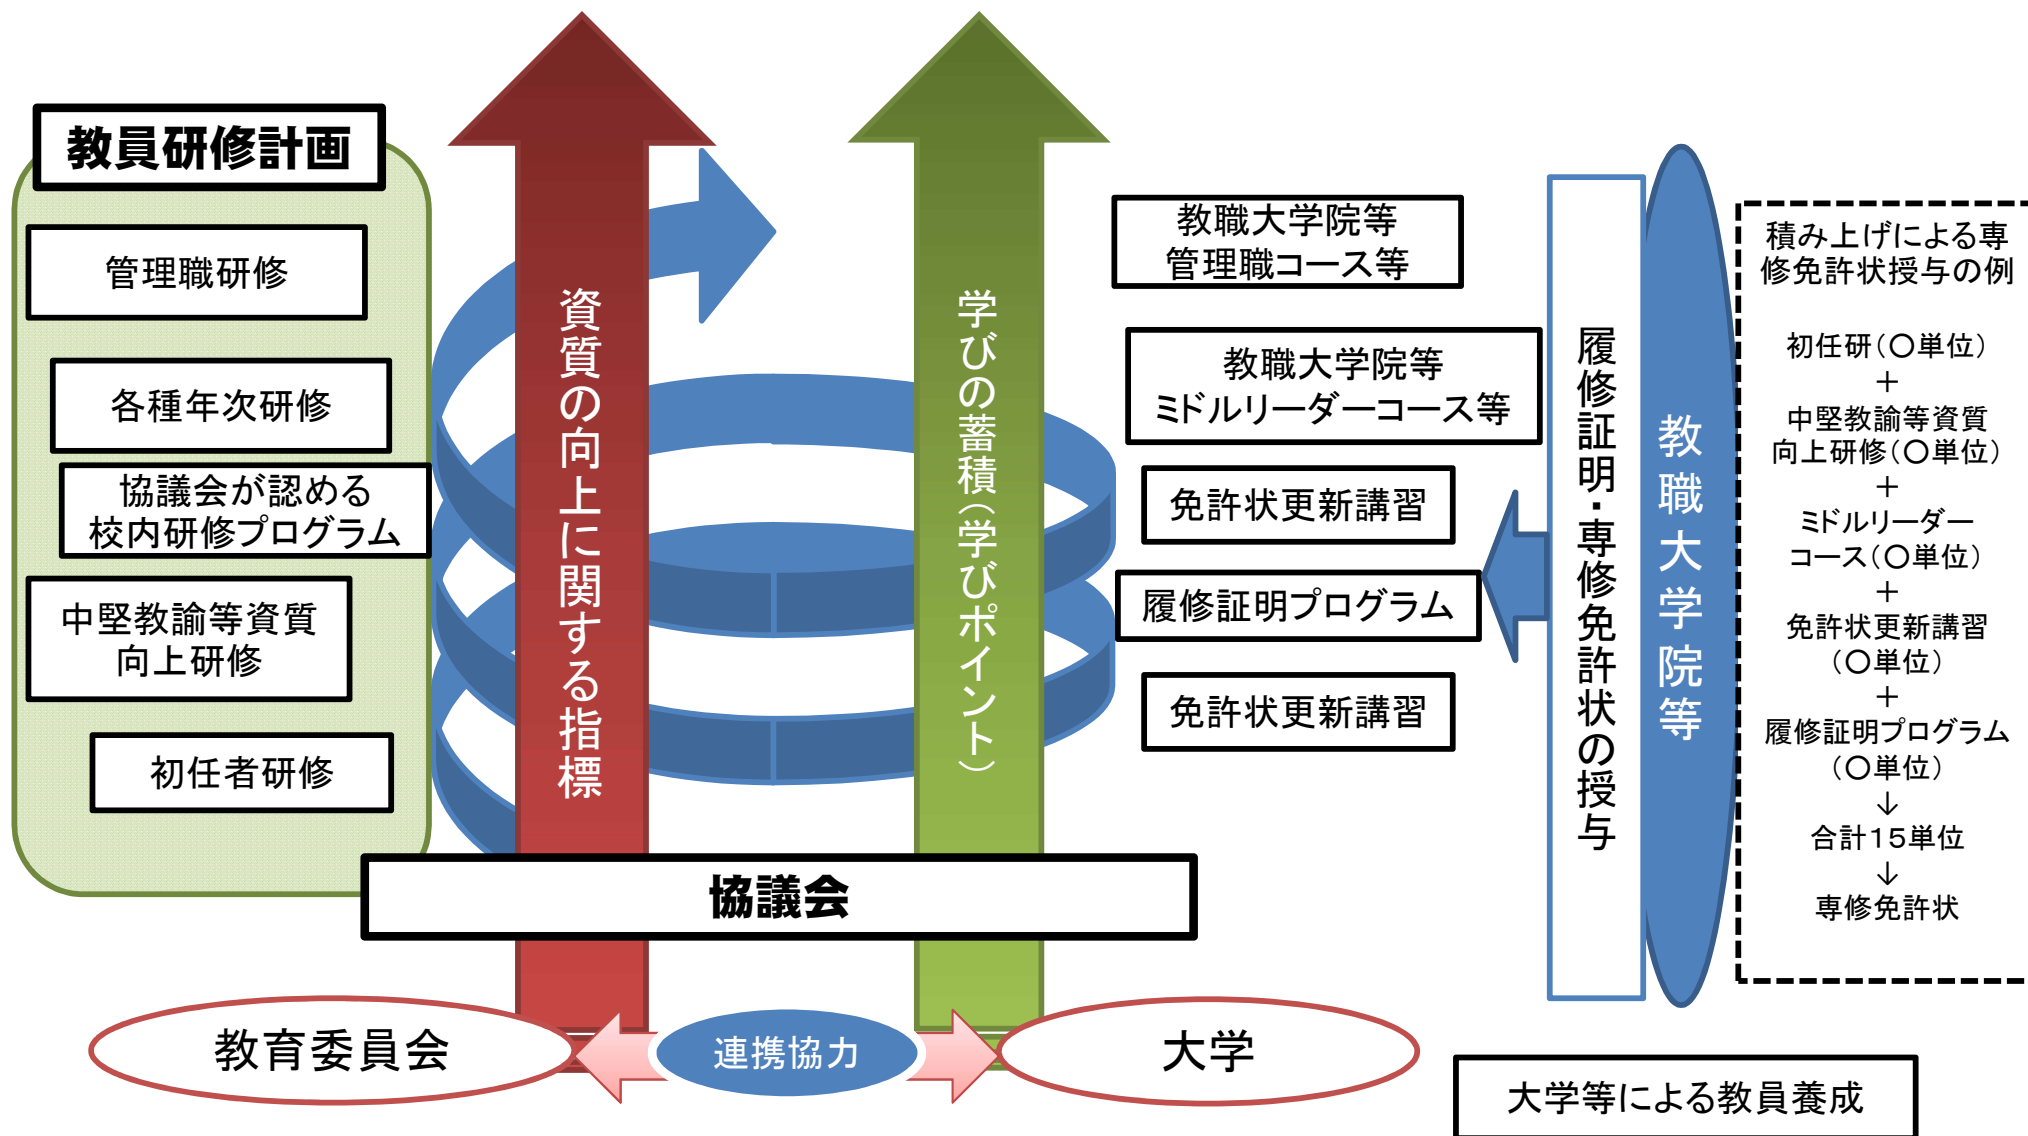 教員研修計画
管理職研修
各種年次研修
協議会が認める
校内研修プログラム
中堅教諭等資質
向上研修
初任者研修
資質の向上に関する指標
学びの蓄積（学びポイント）
教職大学院等
管理職コース等
教職大学院等
ミドルリーダーコース等
免許状更新講習
履修証明プログラム
免許状更新講習
履修証明・専修免許状の授与
教職大学院等
積み上げによる専
修免許状授与の例
初任研（○単位）
＋
中堅教諭等資質
向上研修（○単位）
＋
ミドルリーダー
コース（○単位）
＋
免許状更新講習
（○単位）
＋
履修証明プログラム
（○単位）
↓
合計１５単位
↓
専修免許状
協議会
教育委員会
連携協力
大学
大学等による教員養成